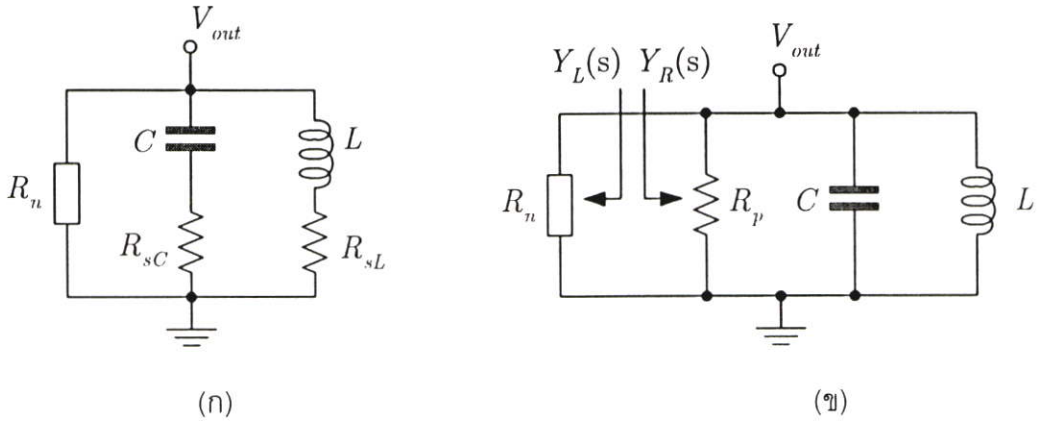 V_out
C
L
R_n
R_sC
R_sL
(ก)
V_out
Y_L(s)
Y_R(s)
R_n
R_p
C
L
(ข)